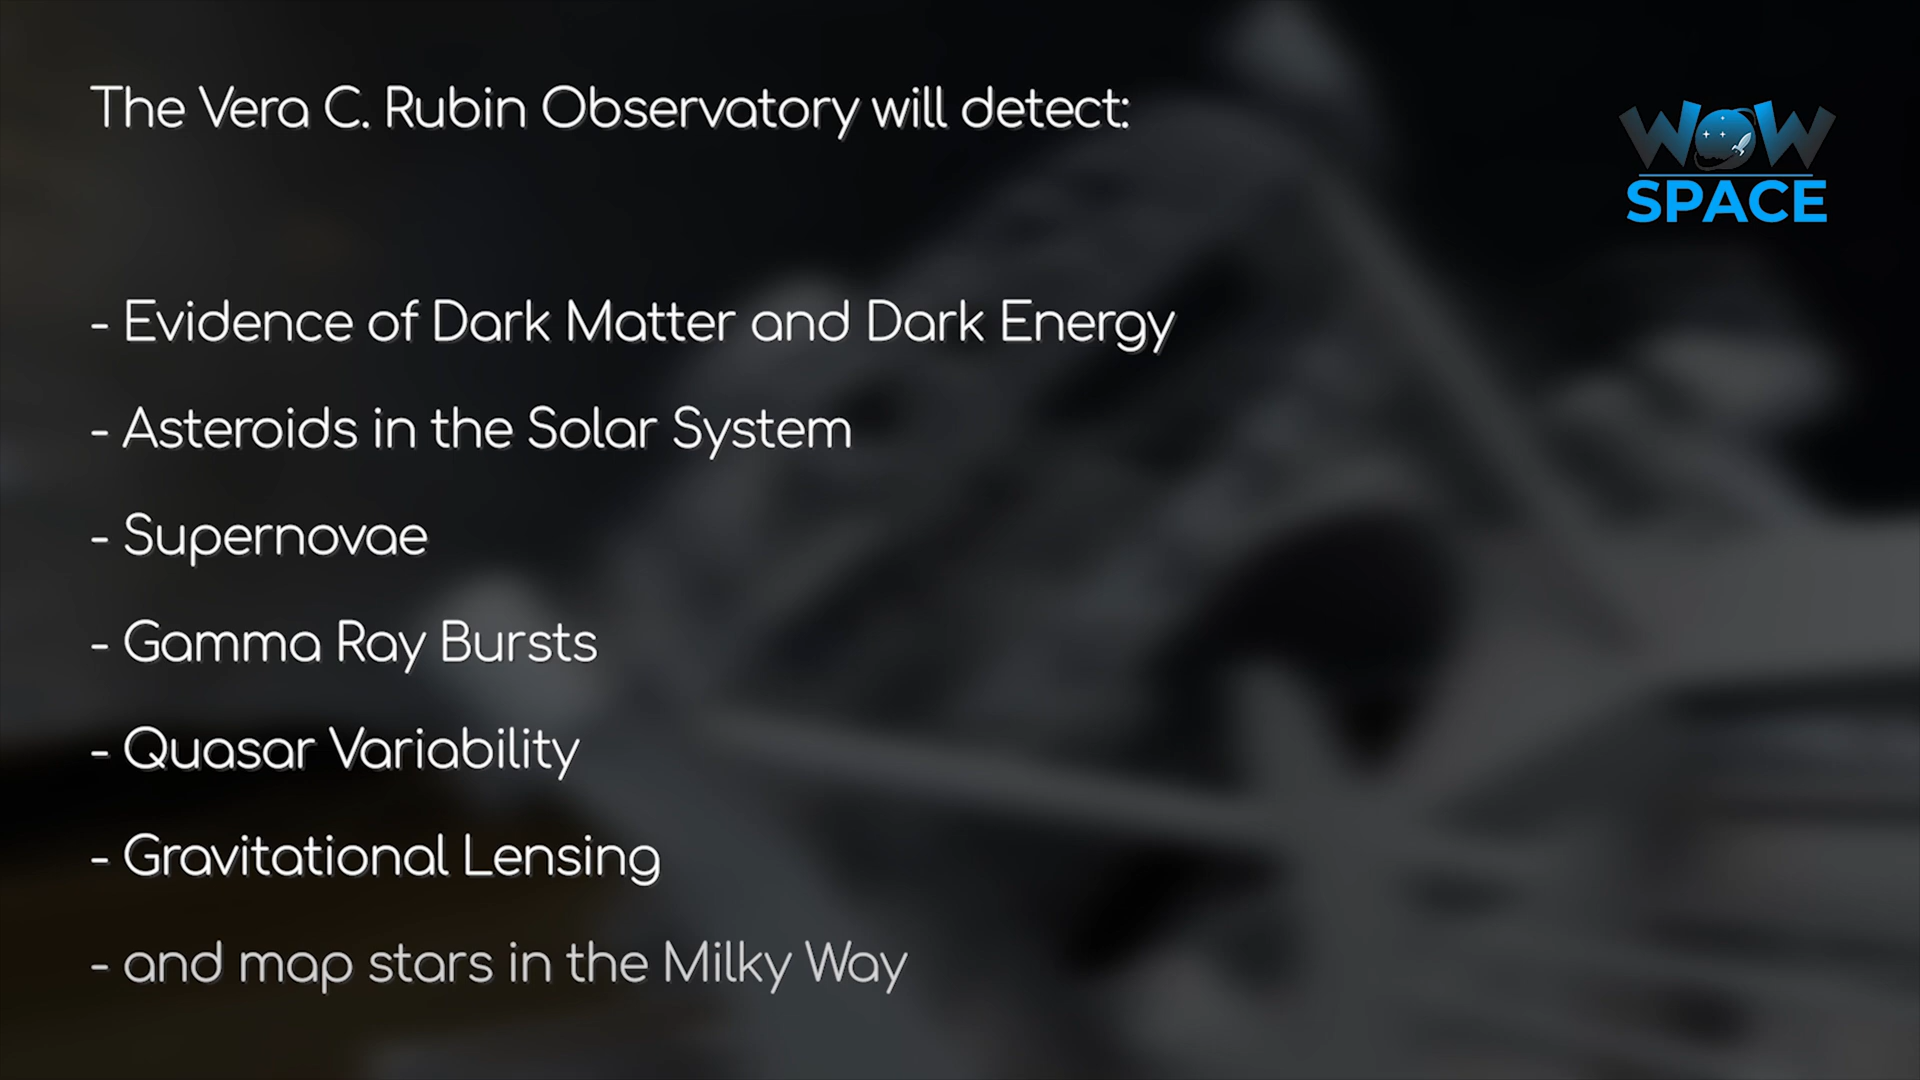 The Vera C. Rubin Observatory will detect:
WOW
SPACE
- Evidence of Dark Matter and Dark Energy
- Asteroids in the Solar System
- Supernovae
- Gamma Ray Bursts
- Quasar Variability
- Gravitational Lensing
- and map stars in the Milky Way